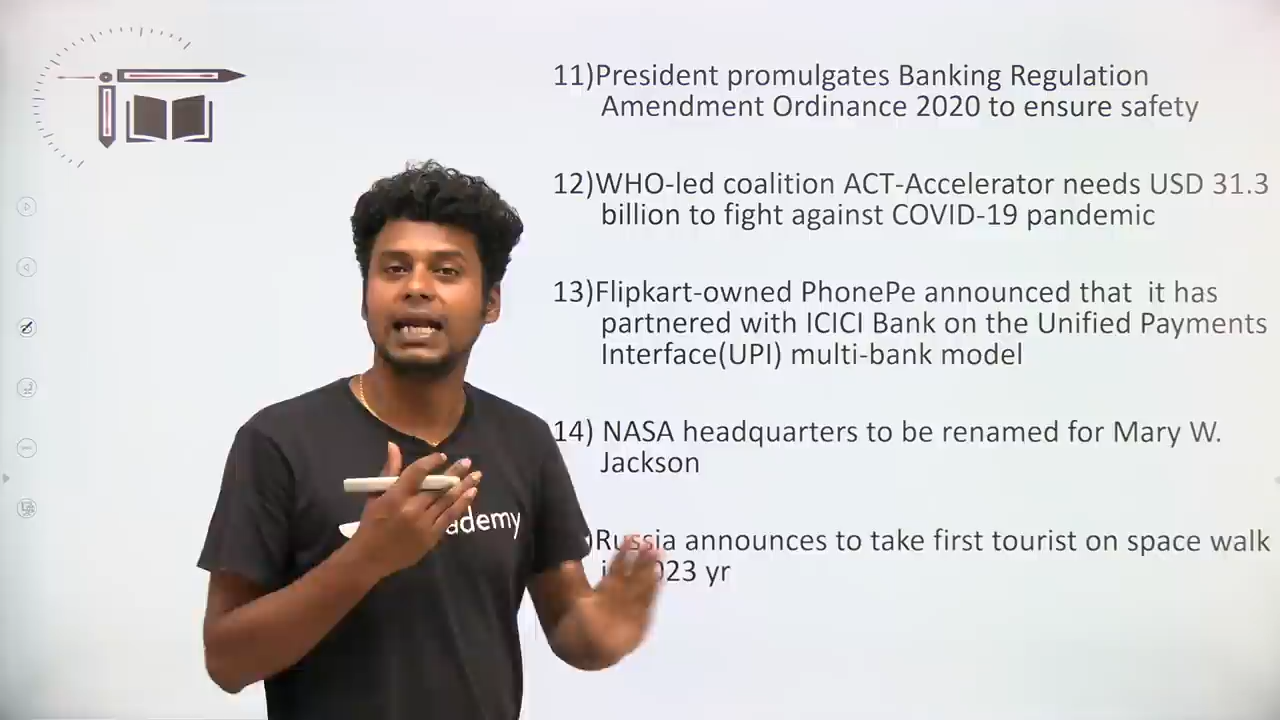 11)President promulgates Banking Regulation
Amendment Ordinance 2020 to ensure safety
12)WHO-led coalition ACT-Accelerator needs USD 31.3
billion to fight against COVID-19 pandemic
13)Flipkart-owned PhonePe announced that  it has
partnered with ICICI Bank on the Unified Payments
Interface(UPI) multi-bank model
14) NASA headquarters to be renamed for Mary W.
Jackson
Russia announces to take first tourist on space walk
yr